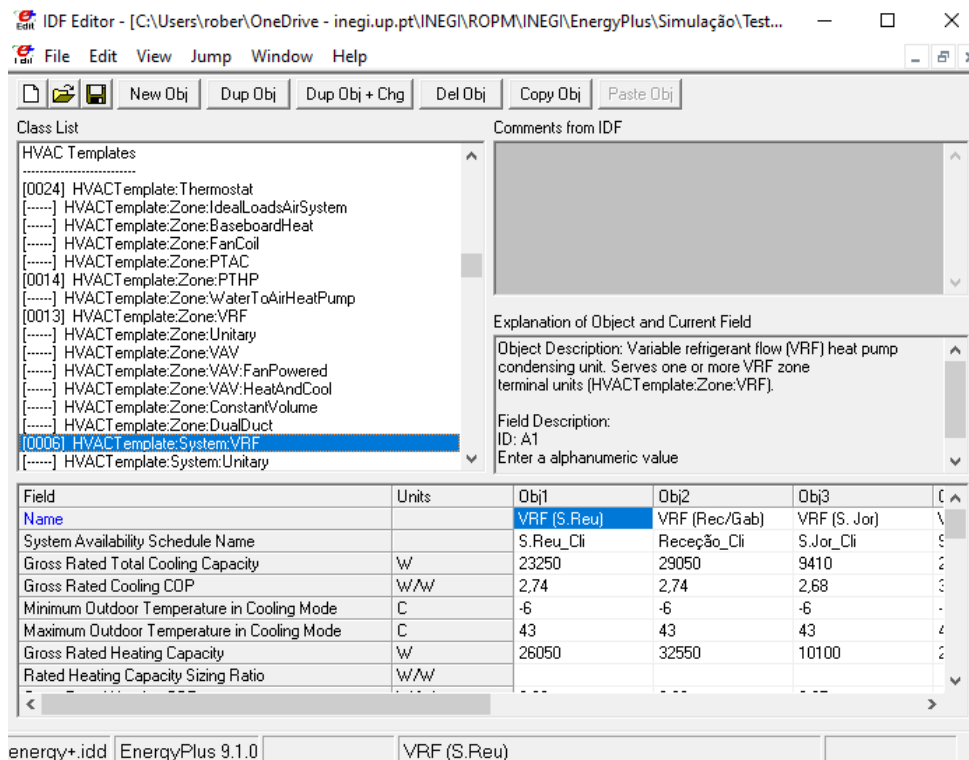 IDF Editor - [C:\Users\rober\OneDrive - inegi.up.pt\INEGI\ROPM\INEGI\EnergyPlus\Simulação\Test...
File Edit View Jump Window Help
New Obj Dup Obj Dup Obj + Chg Del Obj Copy Obj Paste Obj
Class List
HVAC Templates
---------------------------
[0024] HVACTemplate:Thermostat
[------] HVACTemplate:Zone:IdealLoadsAirSystem
[------] HVACTemplate:Zone:BaseboardHeat
[------] HVACTemplate:Zone:FanCoil
[------] HVACTemplate:Zone:PTAC
[0014] HVACTemplate:Zone:PTHP
[------] HVACTemplate:Zone:WaterToAirHeatPump
[0013] HVACTemplate:Zone:VRF
[------] HVACTemplate:Zone:Unitary
[------] HVACTemplate:Zone:VAV
[------] HVACTemplate:Zone:VAV:FanPowered
[------] HVACTemplate:Zone:VAV:HeatAndCool
[------] HVACTemplate:Zone:ConstantVolume
[------] HVACTemplate:Zone:DualDuct
[0006] HVACTemplate:System:VRF
[------] HVACTemplate:System:Unitary
Comments from IDF
Explanation of Object and Current Field
Object Description: Variable refrigerant flow (VRF) heat pump
condensing unit. Serves one or more VRF zone
terminal units (HVACTemplate:Zone:VRF).
Field Description:
ID: A1
Enter a alphanumeric value
Field Units Obj1 Obj2 Obj3
Name VRF (S.Reu) VRF (Rec/Gab) VRF (S. Jor)
System Availability Schedule Name S.Reu_Cli Receção_Cli S.Jor_Cli
Gross Rated Total Cooling Capacity W 23250 29050 9410
Gross Rated Cooling COP W/W 2,74 2,74 2,68
Minimum Outdoor Temperature in Cooling Mode C -6 -6 -6
Maximum Outdoor Temperature in Cooling Mode C 43 43 43
Gross Rated Heating Capacity W 26050 32550 10100
Rated Heating Capacity Sizing Ratio W/W
energy+.idd EnergyPlus 9.1.0 VRF (S.Reu)